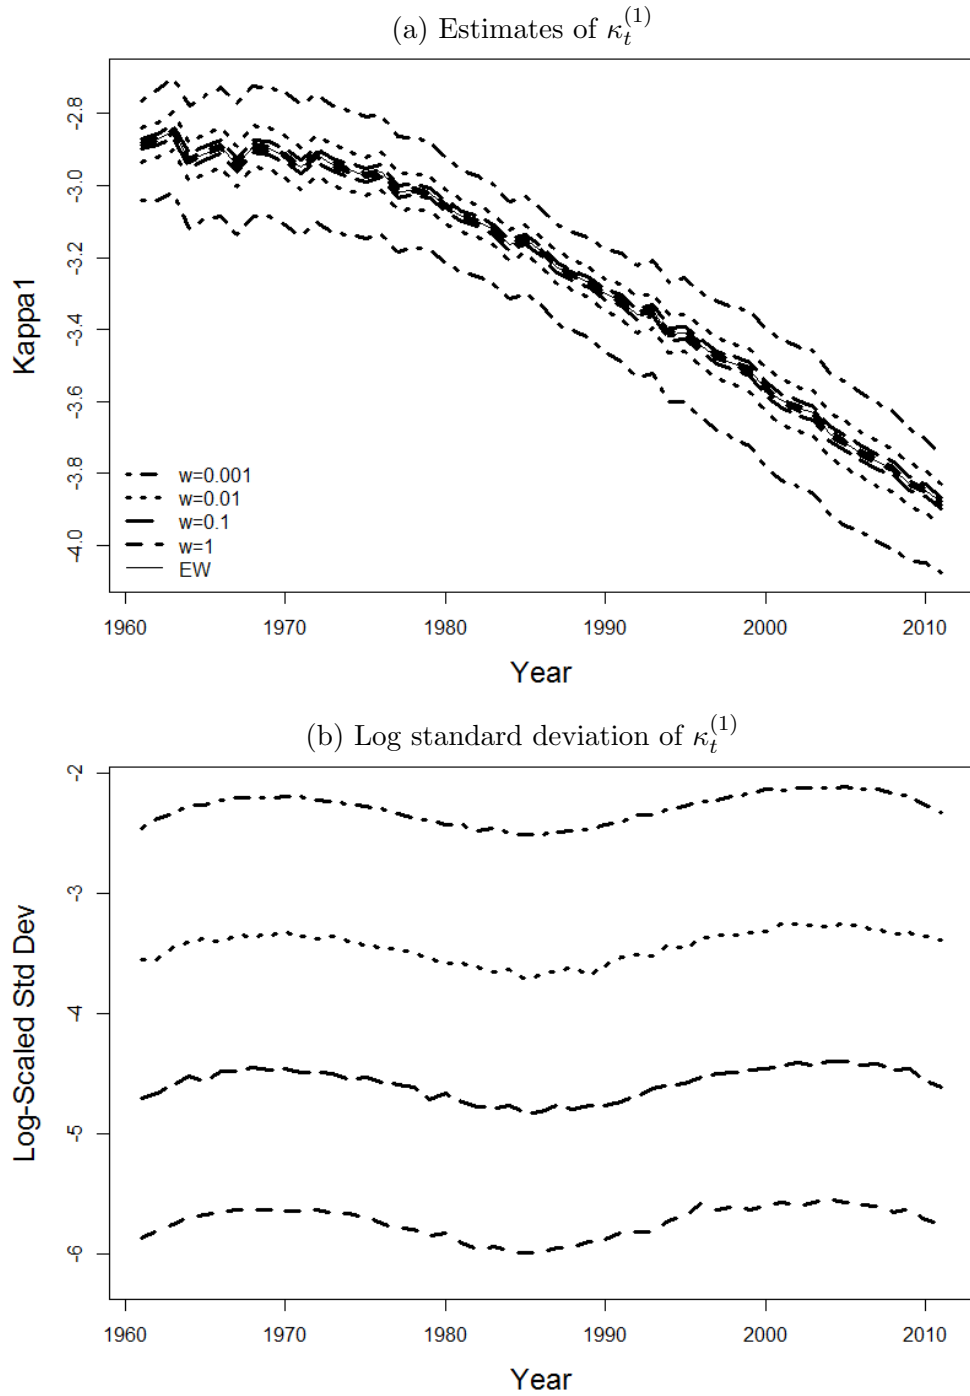 (a) Estimates of κ_t^{(1)}
-2.8
-3.0
-3.2
-3.4
-3.6
-3.8
-4.0
Kappa1
w=0.001
w=0.01
w=0.1
w=1
EW
1960 1970 1980 1990 2000 2010
Year
(b) Log standard deviation of κ_t^{(1)}
-2
-3
-4
-5
-6
Log-Scaled Std Dev
1960 1970 1980 1990 2000 2010
Year